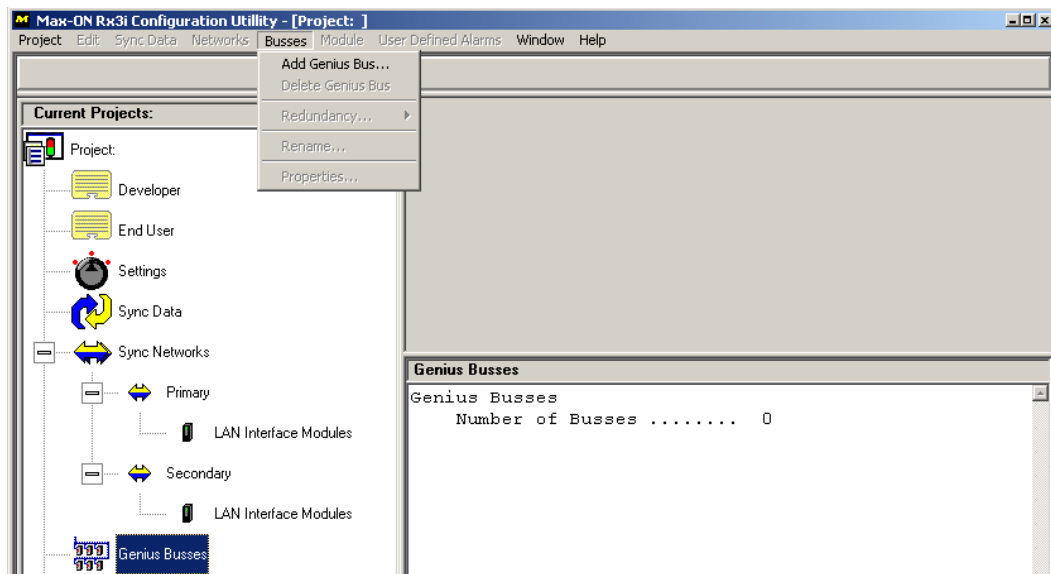 Max-ON Rx3i Configuration Utillity - [Project: ]
Project Edit Sync Data Networks Busses Module User Defined Alarms Window Help
Add Genius Bus...
Delete Genius Bus
Redundancy...
Rename...
Properties...
Current Projects:
Project:
Developer
End User
Settings
Sync Data
Sync Networks
Primary
LAN Interface Modules
Secondary
LAN Interface Modules
Genius Busses
Genius Busses
Genius Busses
Number of Busses ........ 0